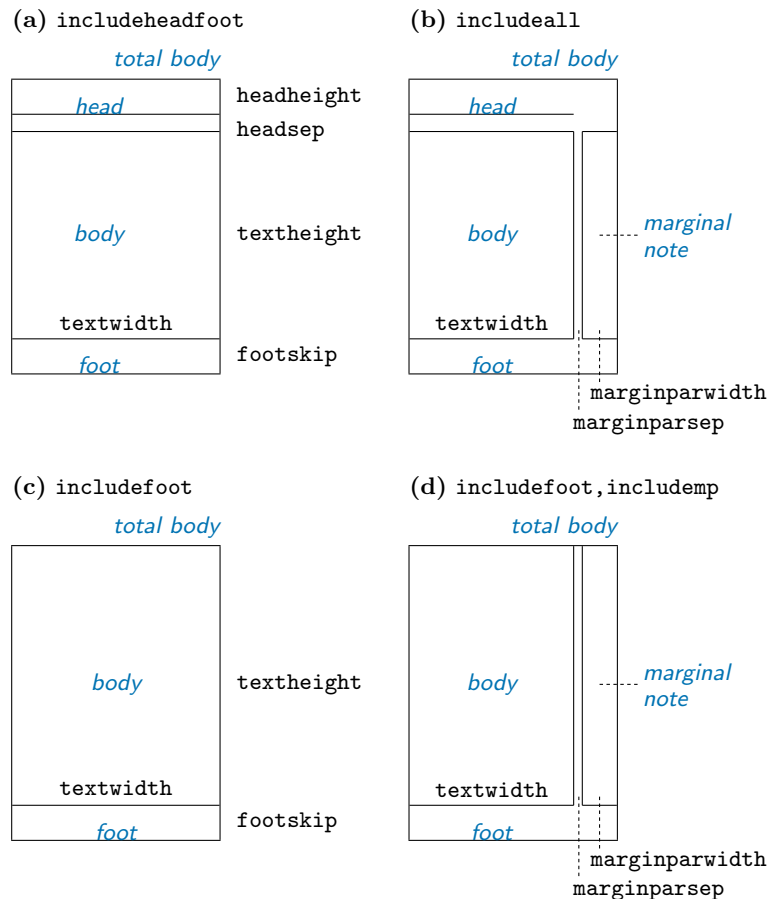 (a) includeheadfoot
total body
head
headheight
headsep
body
textheight
textwidth
foot
footskip
(b) includeall
total body
head
body
marginal
note
textwidth
foot
marginparwidth
marginparsep
(c) includefoot
total body
body
textheight
textwidth
foot
footskip
(d) includefoot,includemp
total body
body
marginal
note
textwidth
foot
marginparwidth
marginparsep